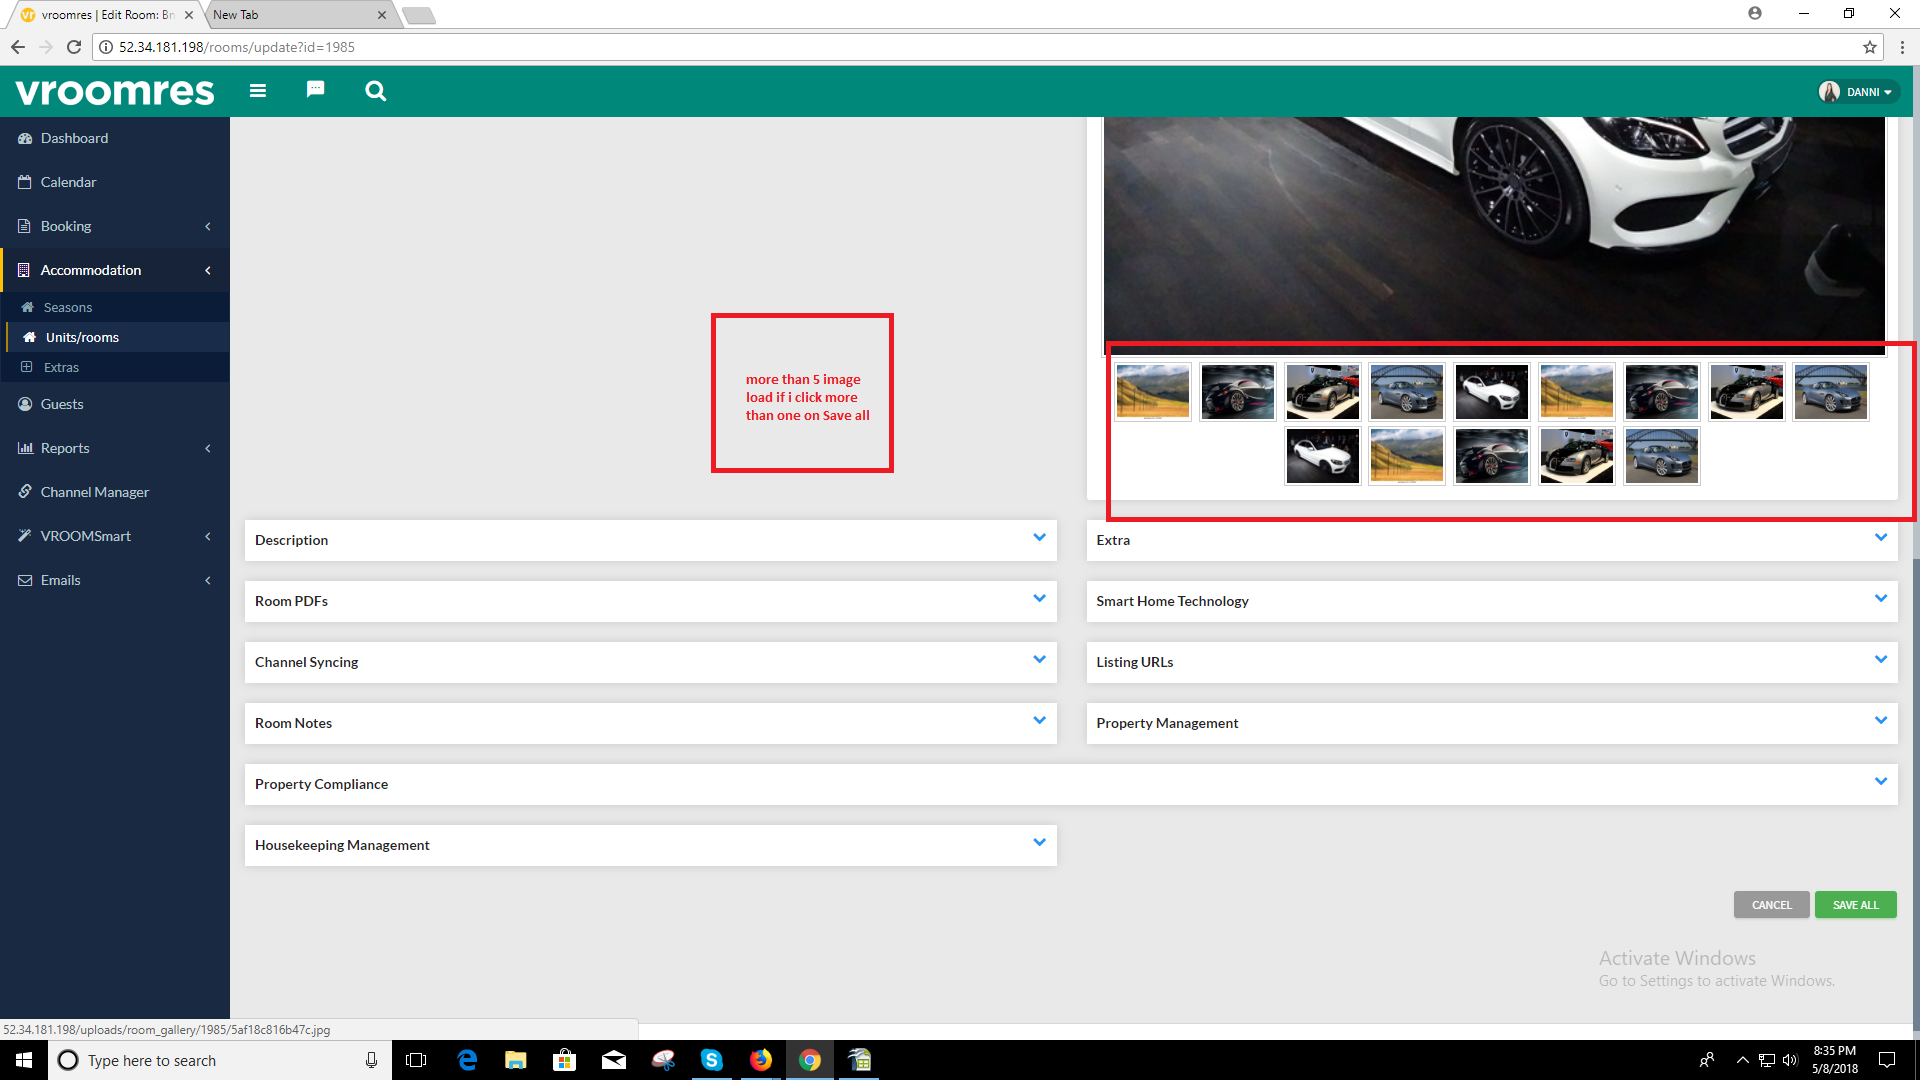 vroomres | Edit Room: Br
New Tab
52.34.181.198/rooms/update?id=1985
vroomres
DANNI
Dashboard
Calendar
Booking
Accommodation
Seasons
Units/rooms
Extras
Guests
Reports
Channel Manager
VROOMSmart
Emails
more than 5 image
load if i click more
than one on Save all
Description
Extra
Room PDFs
Smart Home Technology
Channel Syncing
Listing URLs
Room Notes
Property Management
Property Compliance
Housekeeping Management
CANCEL
SAVE ALL
Activate Windows
Go to Settings to activate Windows.
52.34.181.198/uploads/room_gallery/1985/5af18c816b47c.jpg
Type here to search
8:35 PM
5/8/2018